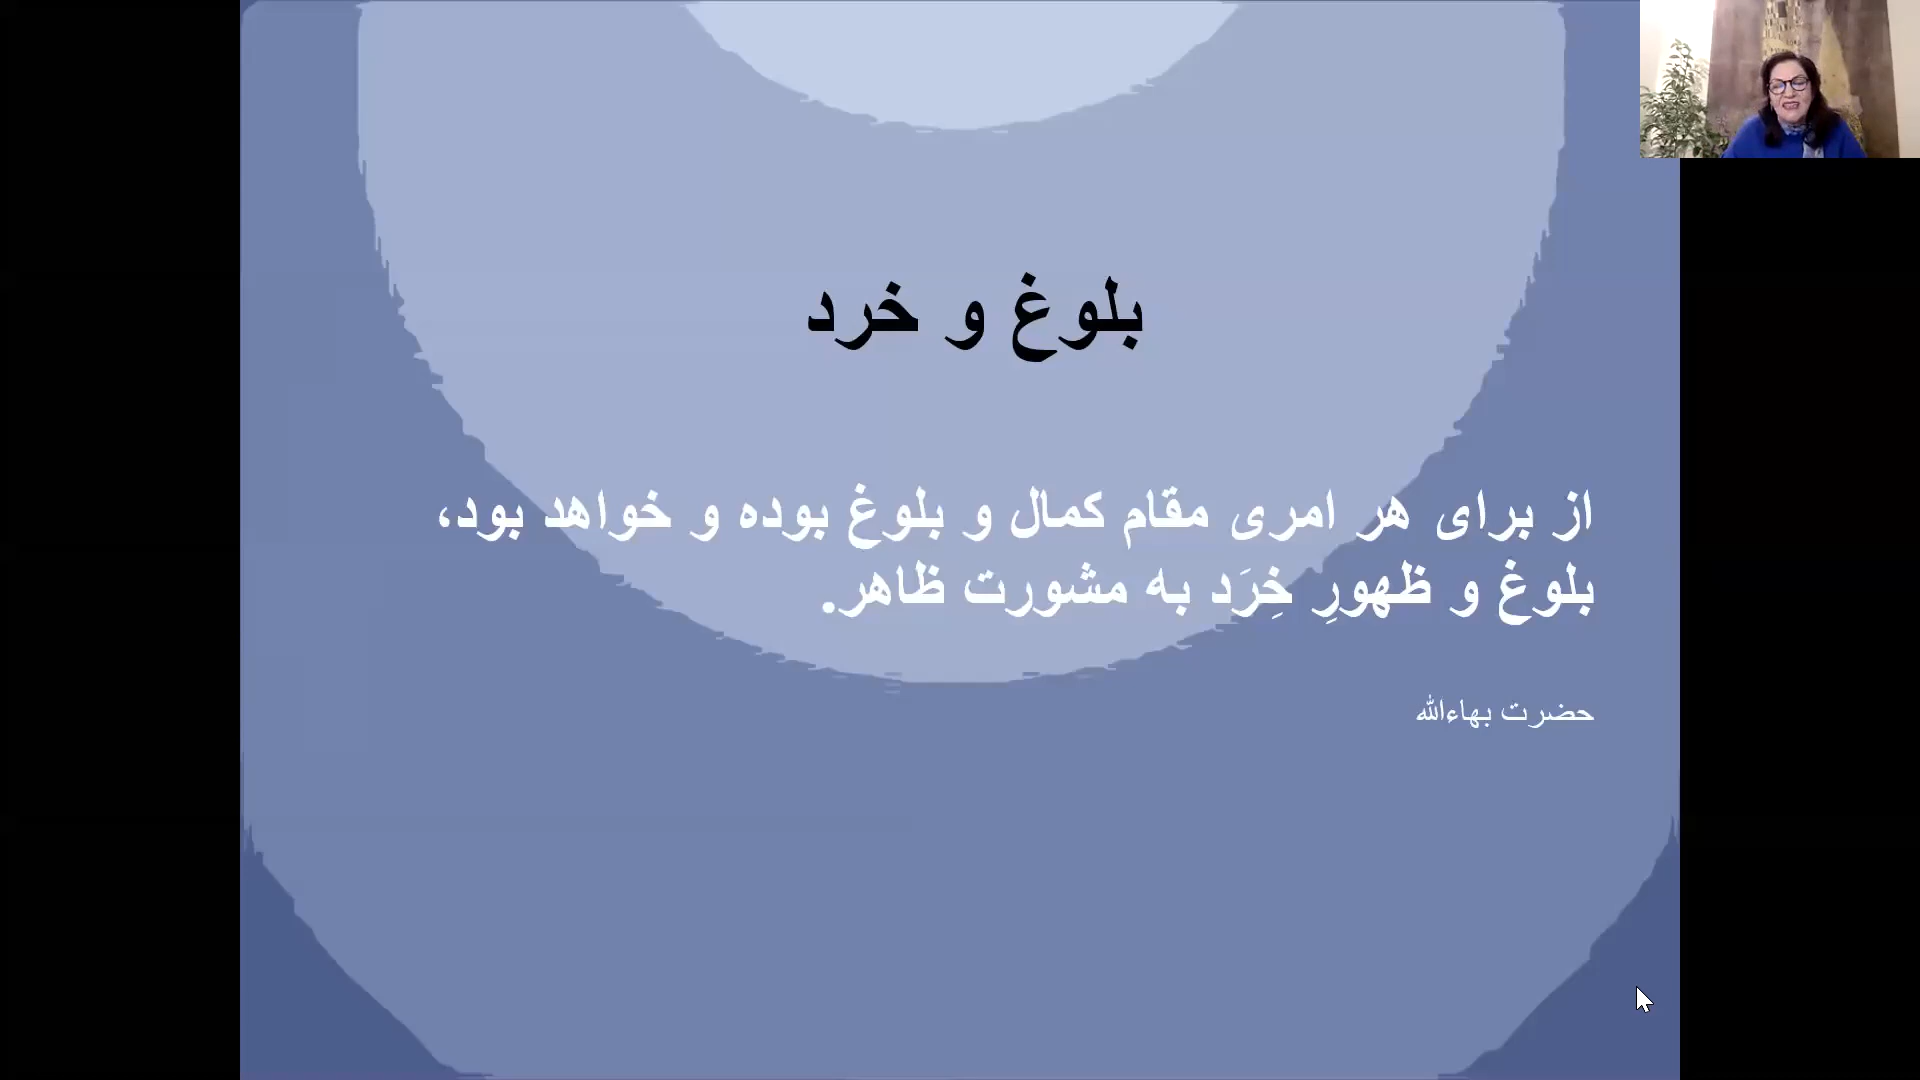 بلوغ و خرد
از برای هر امری مقام کمال و بلوغ بوده و خواهد بود،
بلوغ و ظهورِ خِرَد به مشورت ظاهر.
حضرت بهاءالله